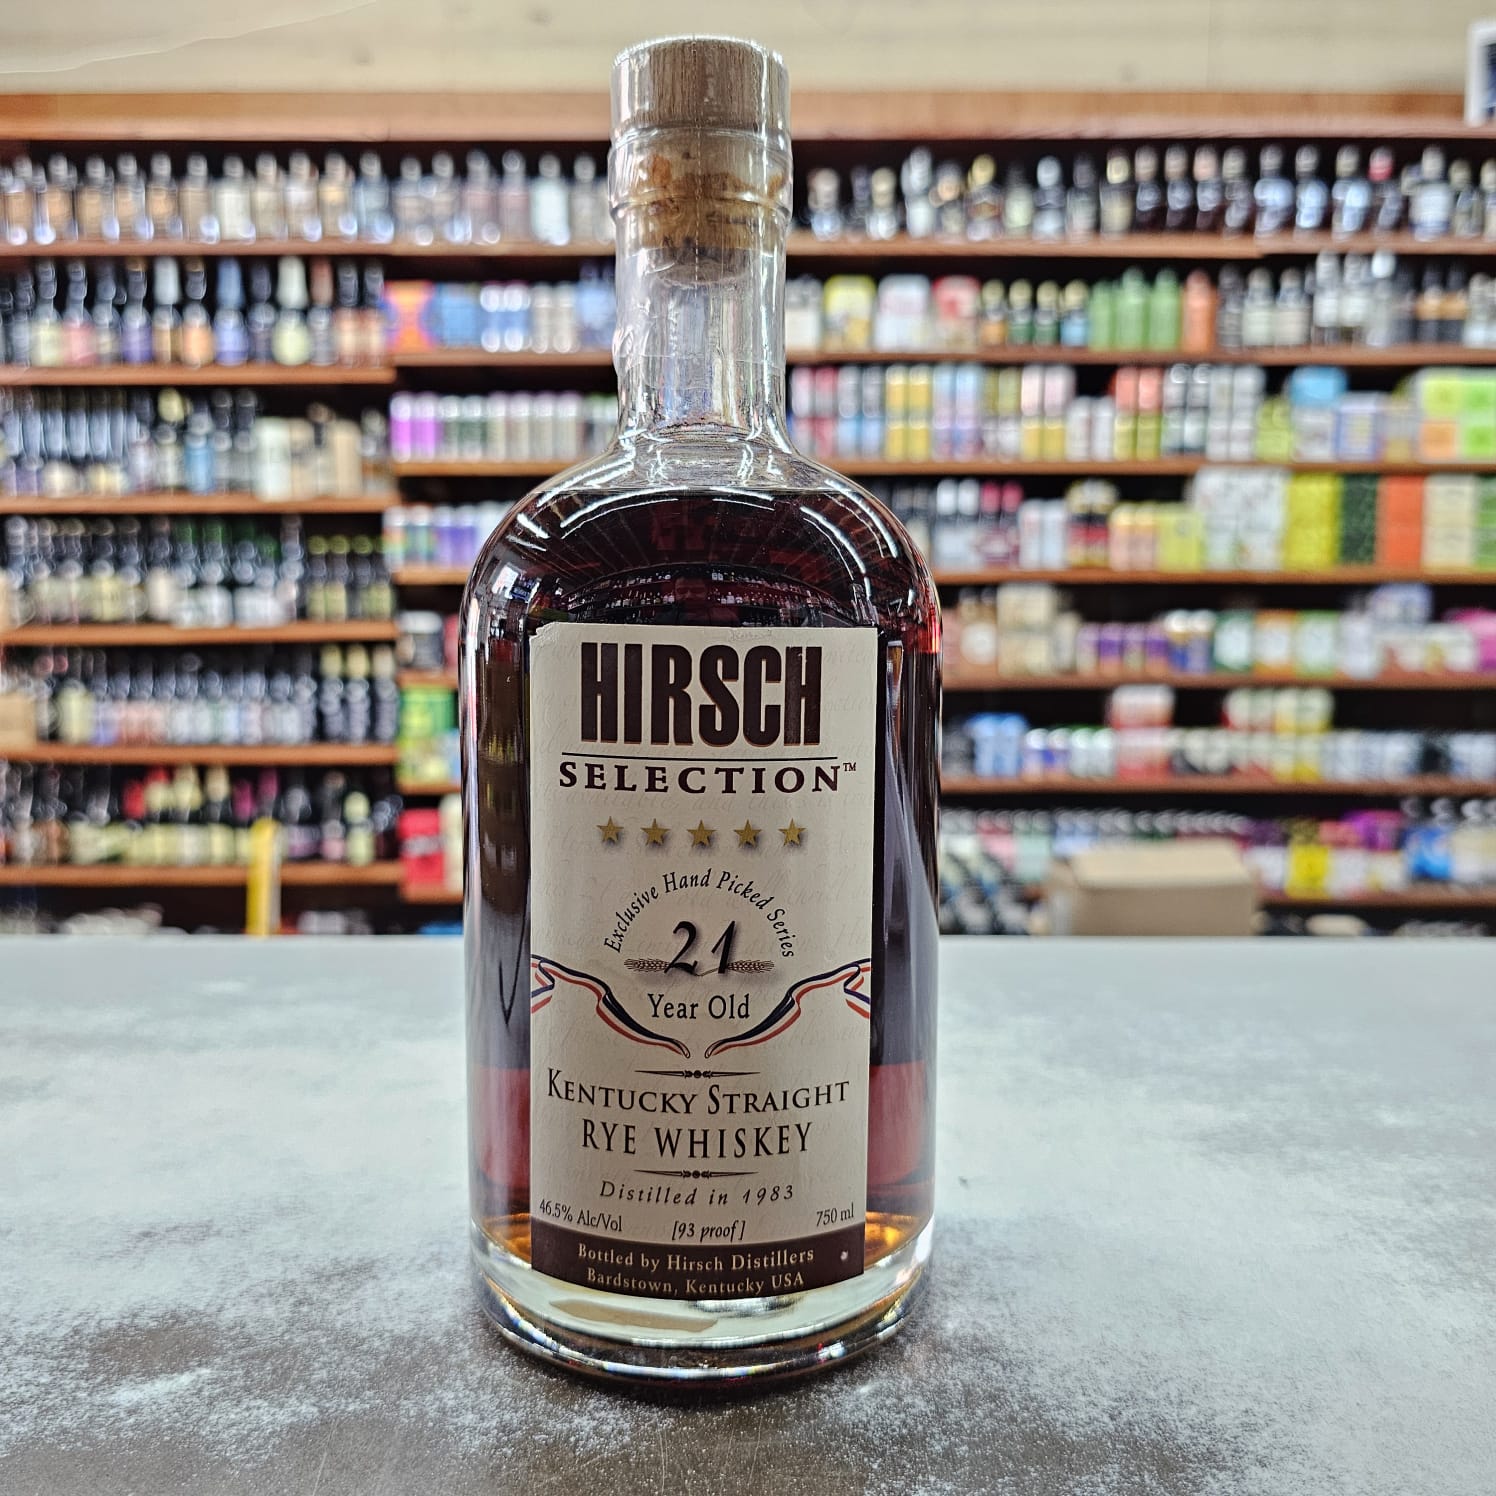 HIRSCH
SELECTION™
Exclusive Hand Picked Series
21
Year Old
KENTUCKY STRAIGHT
RYE WHISKEY
Distilled in 1983
46.5% Alc/Vol [93 proof] 750 ml
Bottled by Hirsch Distillers
Bardstown, Kentucky USA